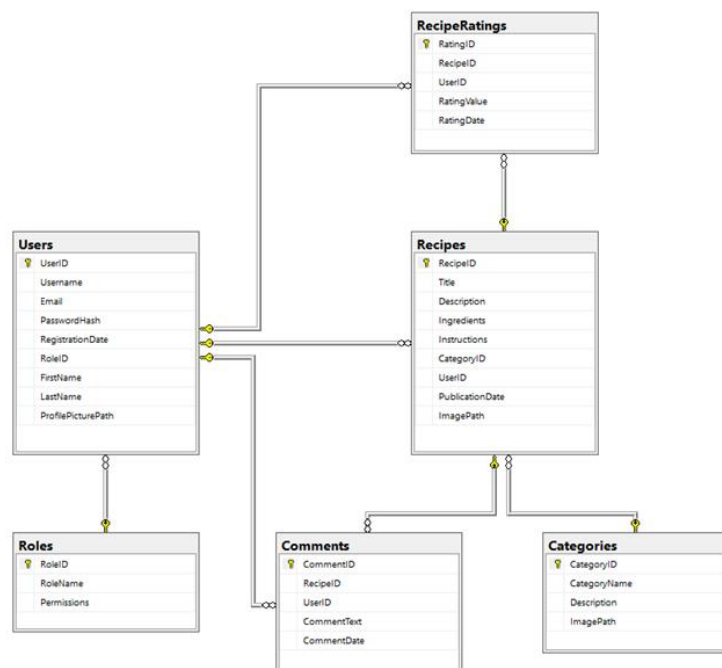 RecipeRatings
RatingID
RecipeID
UserID
RatingValue
RatingDate
Users
UserID
Username
Email
PasswordHash
RegistrationDate
RoleID
FirstName
LastName
ProfilePicturePath
Recipes
RecipeID
Title
Description
Ingredients
Instructions
CategoryID
UserID
PublicationDate
ImagePath
Roles
RoleID
RoleName
Permissions
Comments
CommentID
RecipeID
UserID
CommentText
CommentDate
Categories
CategoryID
CategoryName
Description
ImagePath